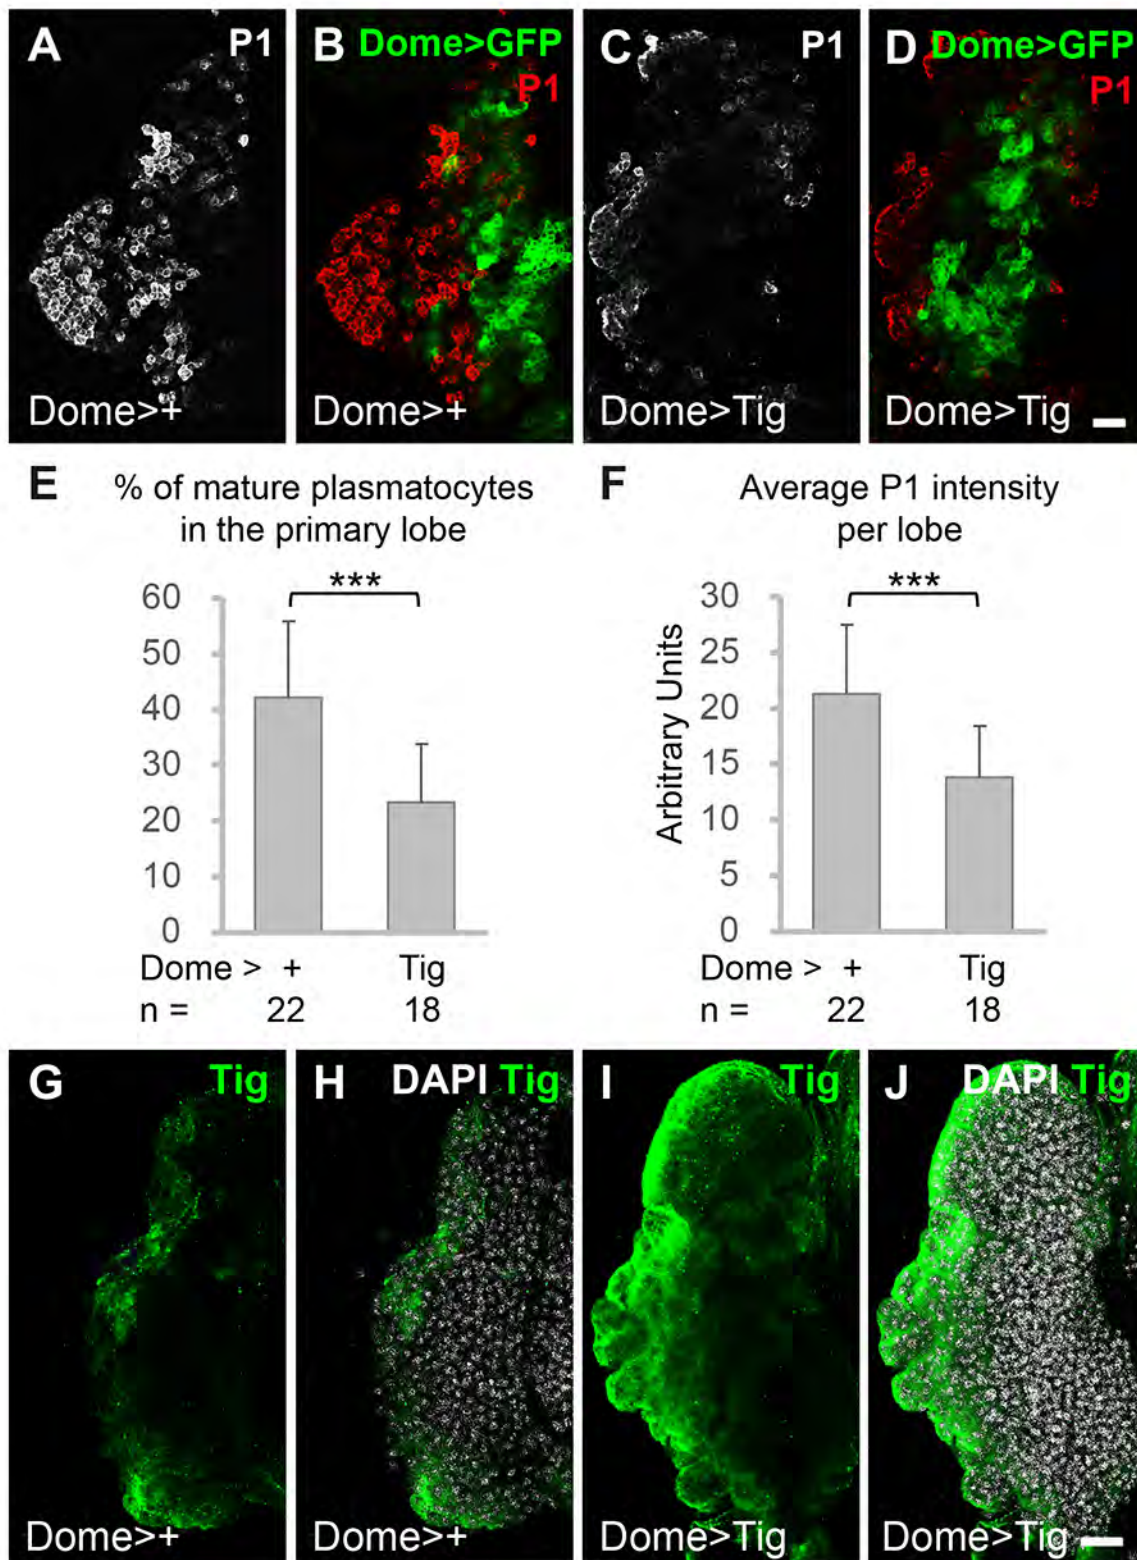 A P1
B Dome>GFP
P1
C P1
D Dome>GFP
P1
Dome>+
Dome>+
Dome>Tig
Dome>Tig
E % of mature plasmatocytes
in the primary lobe
***
60
50
40
30
20
10
0
Dome > + Tig
n = 22 18
F Average P1 intensity
per lobe
***
Arbitrary Units
30
25
20
15
10
5
0
Dome > + Tig
n = 22 18
G Tig
H DAPI Tig
I Tig
J DAPI Tig
Dome>+
Dome>+
Dome>Tig
Dome>Tig